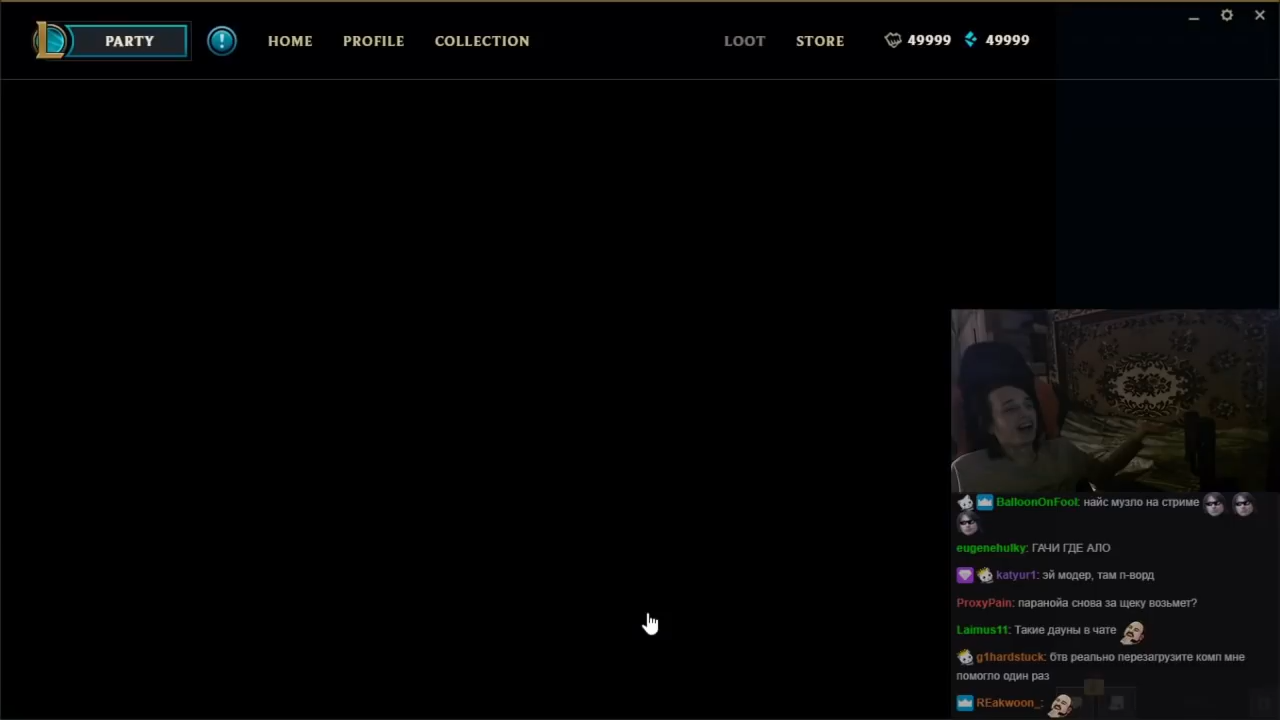 PARTY
HOME
PROFILE
COLLECTION
LOOT
STORE
49999
49999
BalloonOnFool: найс музло на стриме
eugenehulky: ГАЧИ ГДЕ АЛО
katyur1: эй модер, там п-ворд
ProxyPain: паранойа снова за щеку возьмет?
Laimus11: Такие дауны в чате
g1hardstuck: бтв реально перезагрузите комп мне
помогло один раз
REakwoon_: